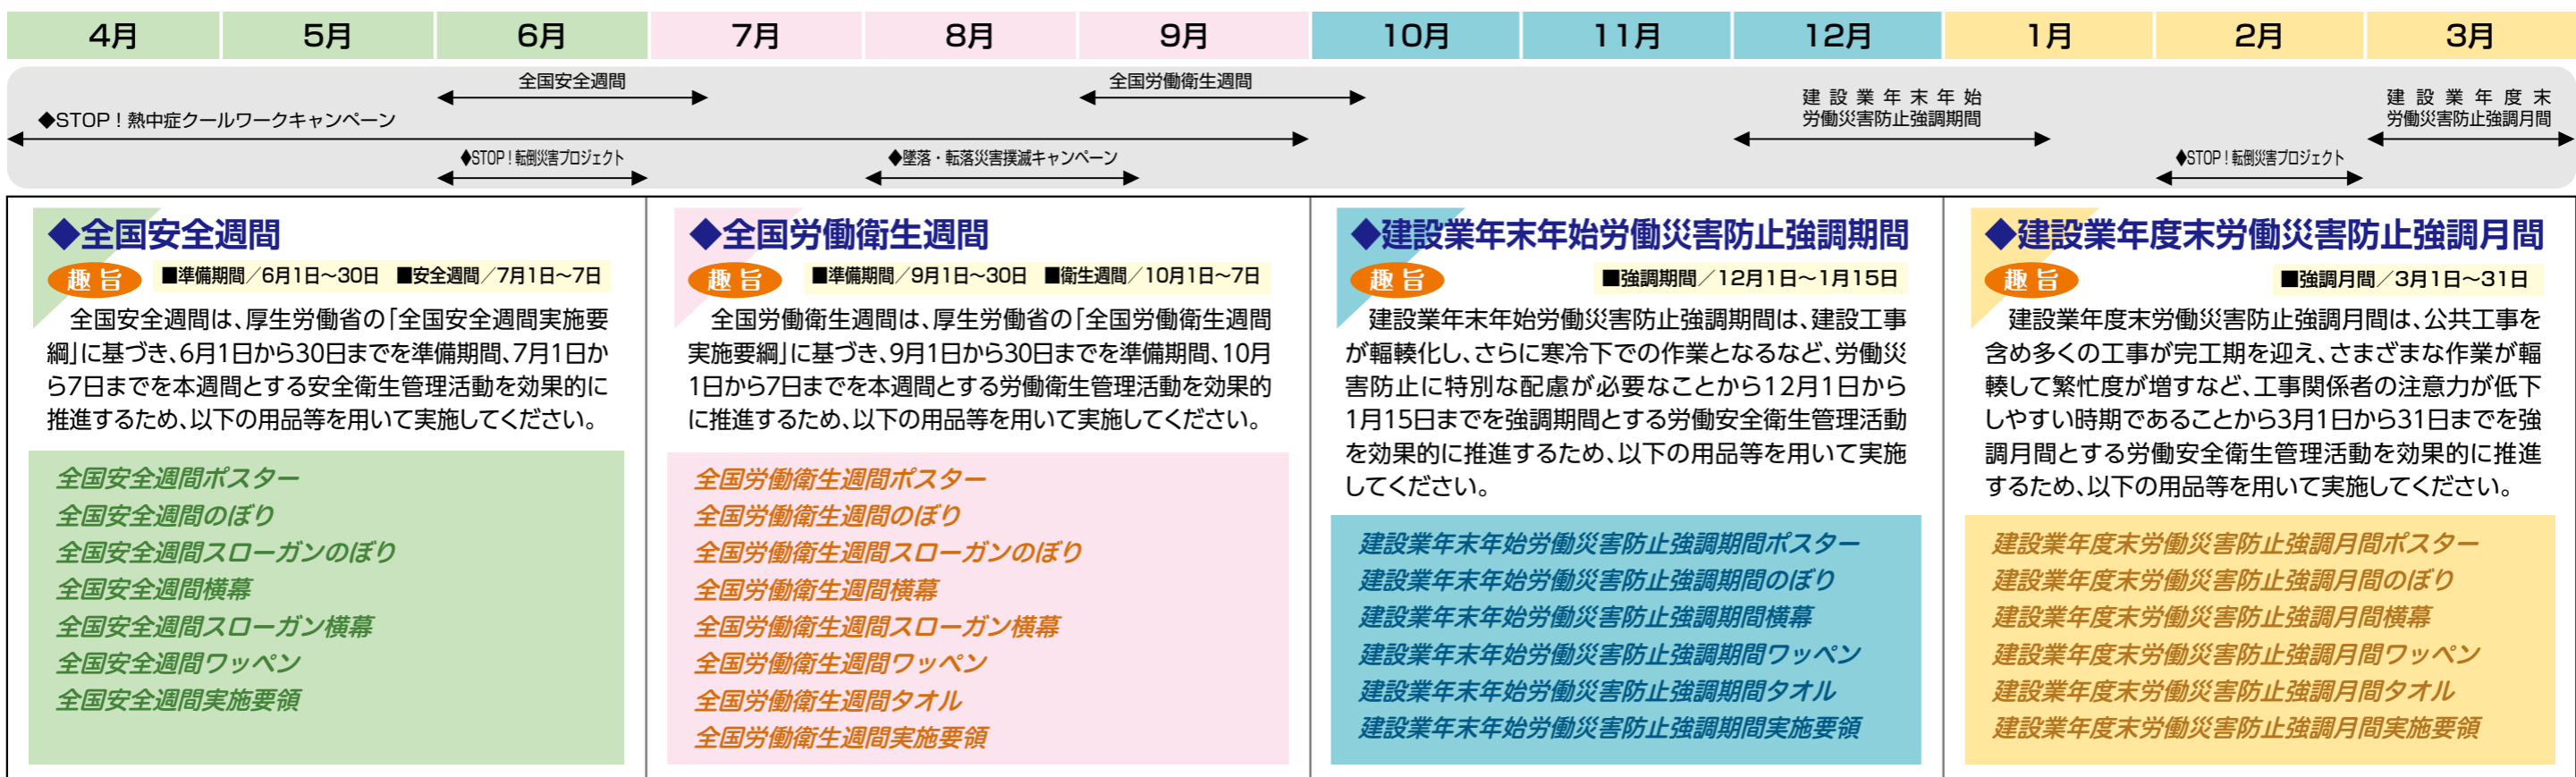 4月 5月 6月 7月 8月 9月 10月 11月 12月 1月 2月 3月
全国安全週間
全国労働衛生週間
◆STOP！熱中症クールワークキャンペーン
建設業年末年始
労働災害防止強調期間
建設業年度末
労働災害防止強調月間
◆STOP！転倒災害プロジェクト
◆墜落・転落災害撲滅キャンペーン
◆STOP！転倒災害プロジェクト
◆全国安全週間
趣旨
■準備期間／6月1日～30日　■安全週間／7月1日～7日
全国安全週間は、厚生労働省の「全国安全週間実施要
綱」に基づき、6月1日から30日までを準備期間、7月1日か
ら7日までを本週間とする安全衛生管理活動を効果的に
推進するため、以下の用品等を用いて実施してください。
全国安全週間ポスター
全国安全週間のぼり
全国安全週間スローガンのぼり
全国安全週間横幕
全国安全週間スローガン横幕
全国安全週間ワッペン
全国安全週間実施要領
◆全国労働衛生週間
趣旨
■準備期間／9月1日～30日　■衛生週間／10月1日～7日
全国労働衛生週間は、厚生労働省の「全国労働衛生週間
実施要綱」に基づき、9月1日から30日までを準備期間、10月
1日から7日までを本週間とする労働衛生管理活動を効果的
に推進するため、以下の用品等を用いて実施してください。
全国労働衛生週間ポスター
全国労働衛生週間のぼり
全国労働衛生週間スローガンのぼり
全国労働衛生週間横幕
全国労働衛生週間スローガン横幕
全国労働衛生週間ワッペン
全国労働衛生週間タオル
全国労働衛生週間実施要領
◆建設業年末年始労働災害防止強調期間
趣旨
■強調期間／12月1日～1月15日
建設業年末年始労働災害防止強調期間は、建設工事
が輻輳化し、さらに寒冷下での作業となるなど、労働災
害防止に特別な配慮が必要なことから12月1日から
1月15日までを強調期間とする労働安全衛生管理活動
を効果的に推進するため、以下の用品等を用いて実施
してください。
建設業年末年始労働災害防止強調期間ポスター
建設業年末年始労働災害防止強調期間のぼり
建設業年末年始労働災害防止強調期間横幕
建設業年末年始労働災害防止強調期間ワッペン
建設業年末年始労働災害防止強調期間タオル
建設業年末年始労働災害防止強調期間実施要領
◆建設業年度末労働災害防止強調月間
趣旨
■強調月間／3月1日～31日
建設業年度末労働災害防止強調月間は、公共工事を
含め多くの工事が完工期を迎え、さまざまな作業が輻
輳して繁忙度が増すなど、工事関係者の注意力が低下
しやすい時期であることから3月1日から31日までを強
調月間とする労働安全衛生管理活動を効果的に推進
するため、以下の用品等を用いて実施してください。
建設業年度末労働災害防止強調月間ポスター
建設業年度末労働災害防止強調月間のぼり
建設業年度末労働災害防止強調月間横幕
建設業年度末労働災害防止強調月間ワッペン
建設業年度末労働災害防止強調月間タオル
建設業年度末労働災害防止強調月間実施要領